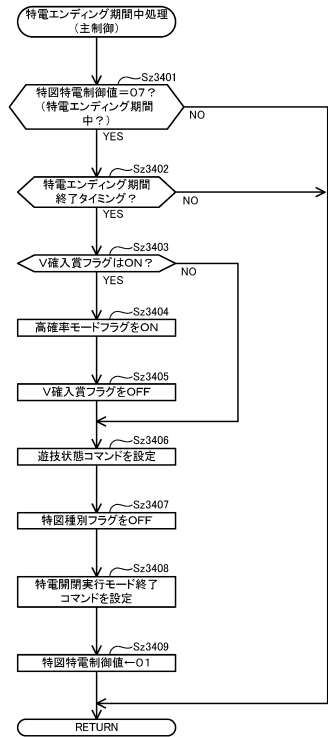 特電エンディング期間中処理
(主制御)
Sz3401
特図特電制御値=07?
(特電エンディング期間
中?)
NO
YES
Sz3402
特電エンディング期間
終了タイミング?
NO
YES
Sz3403
V確入賞フラグはON?
NO
YES
Sz3404
高確率モードフラグをON
Sz3405
V確入賞フラグをOFF
Sz3406
遊技状態コマンドを設定
Sz3407
特図種別フラグをOFF
Sz3408
特電開閉実行モード終了
コマンドを設定
Sz3409
特図特電制御値←01
RETURN